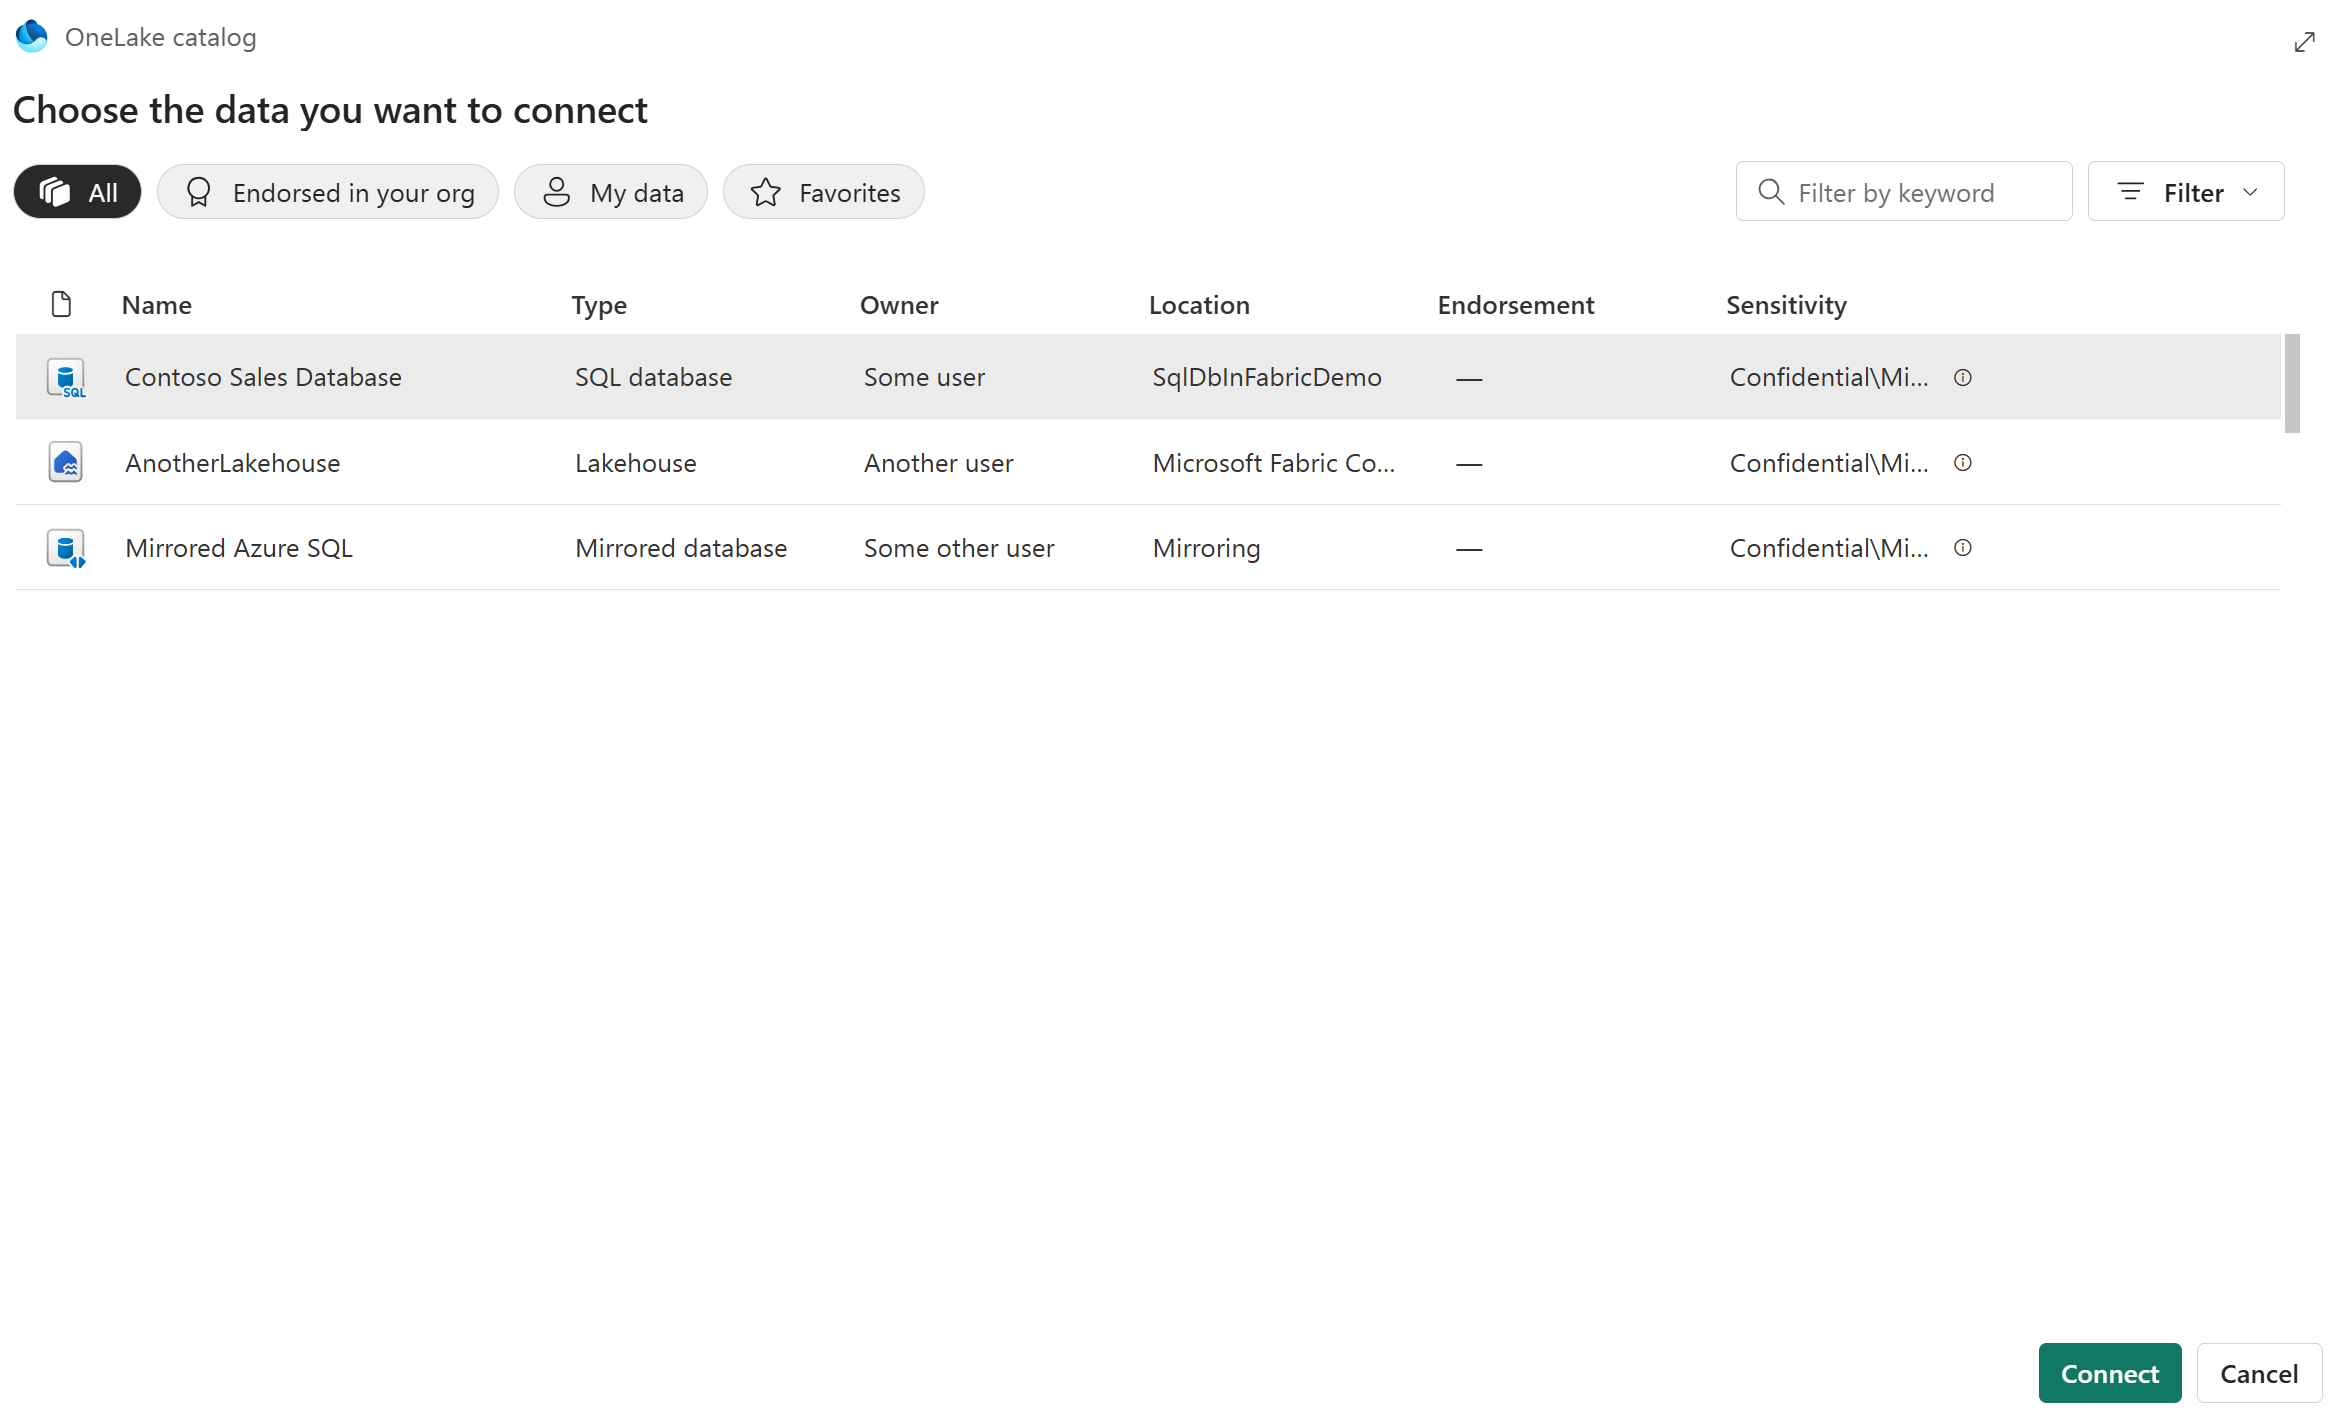 OneLake catalog
Choose the data you want to connect
All Endorsed in your org My data Favorites Filter by keyword Filter
Name Type Owner Location Endorsement Sensitivity
SQL
Contoso Sales Database SQL database Some user SqlDbInFabricDemo — Confidential\Mi...
AnotherLakehouse Lakehouse Another user Microsoft Fabric Co... — Confidential\Mi...
Mirrored Azure SQL Mirrored database Some other user Mirroring — Confidential\Mi...
Connect Cancel